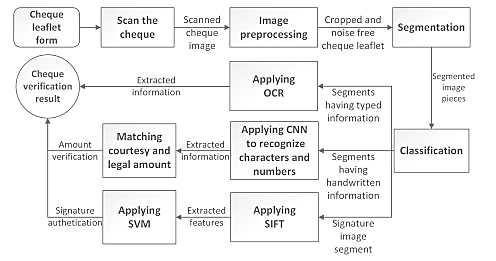 Cheque
leaflet
form
Scan the
cheque
Scanned
cheque
image
Image
preprocessing
Cropped and
noise free
cheque leaflet
Segmentation
Segmented
image
pieces
Classification
Cheque
verification
result
Extracted
information
Applying
OCR
Segments
having typed
information
Amount
verification
Matching
courtesy and
legal amount
Extracted
information
Applying CNN
to recognize
characters and
numbers
Segments
having
handwritten
information
Signature
authetication
Applying
SVM
Extracted
features
Applying
SIFT
Signature
image
segment